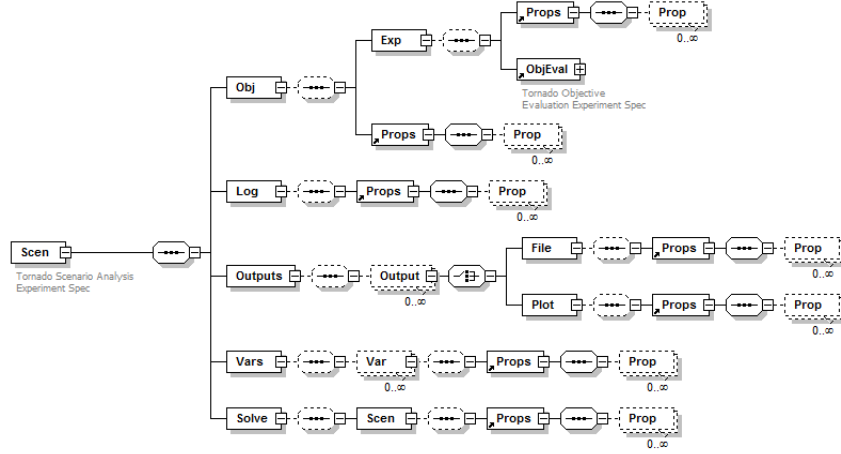 Props
Prop
0..∞
Exp
ObjEval
Tornado Objective
Evaluation Experiment Spec
Obj
Props
Prop
0..∞
Log
Props
Prop
0..∞
Scen
Tornado Scenario Analysis
Experiment Spec
Outputs
Output
0..∞
File
Props
Prop
0..∞
Plot
Props
Prop
0..∞
Vars
Var
0..∞
Props
Prop
0..∞
Solve
Scen
Props
Prop
0..∞